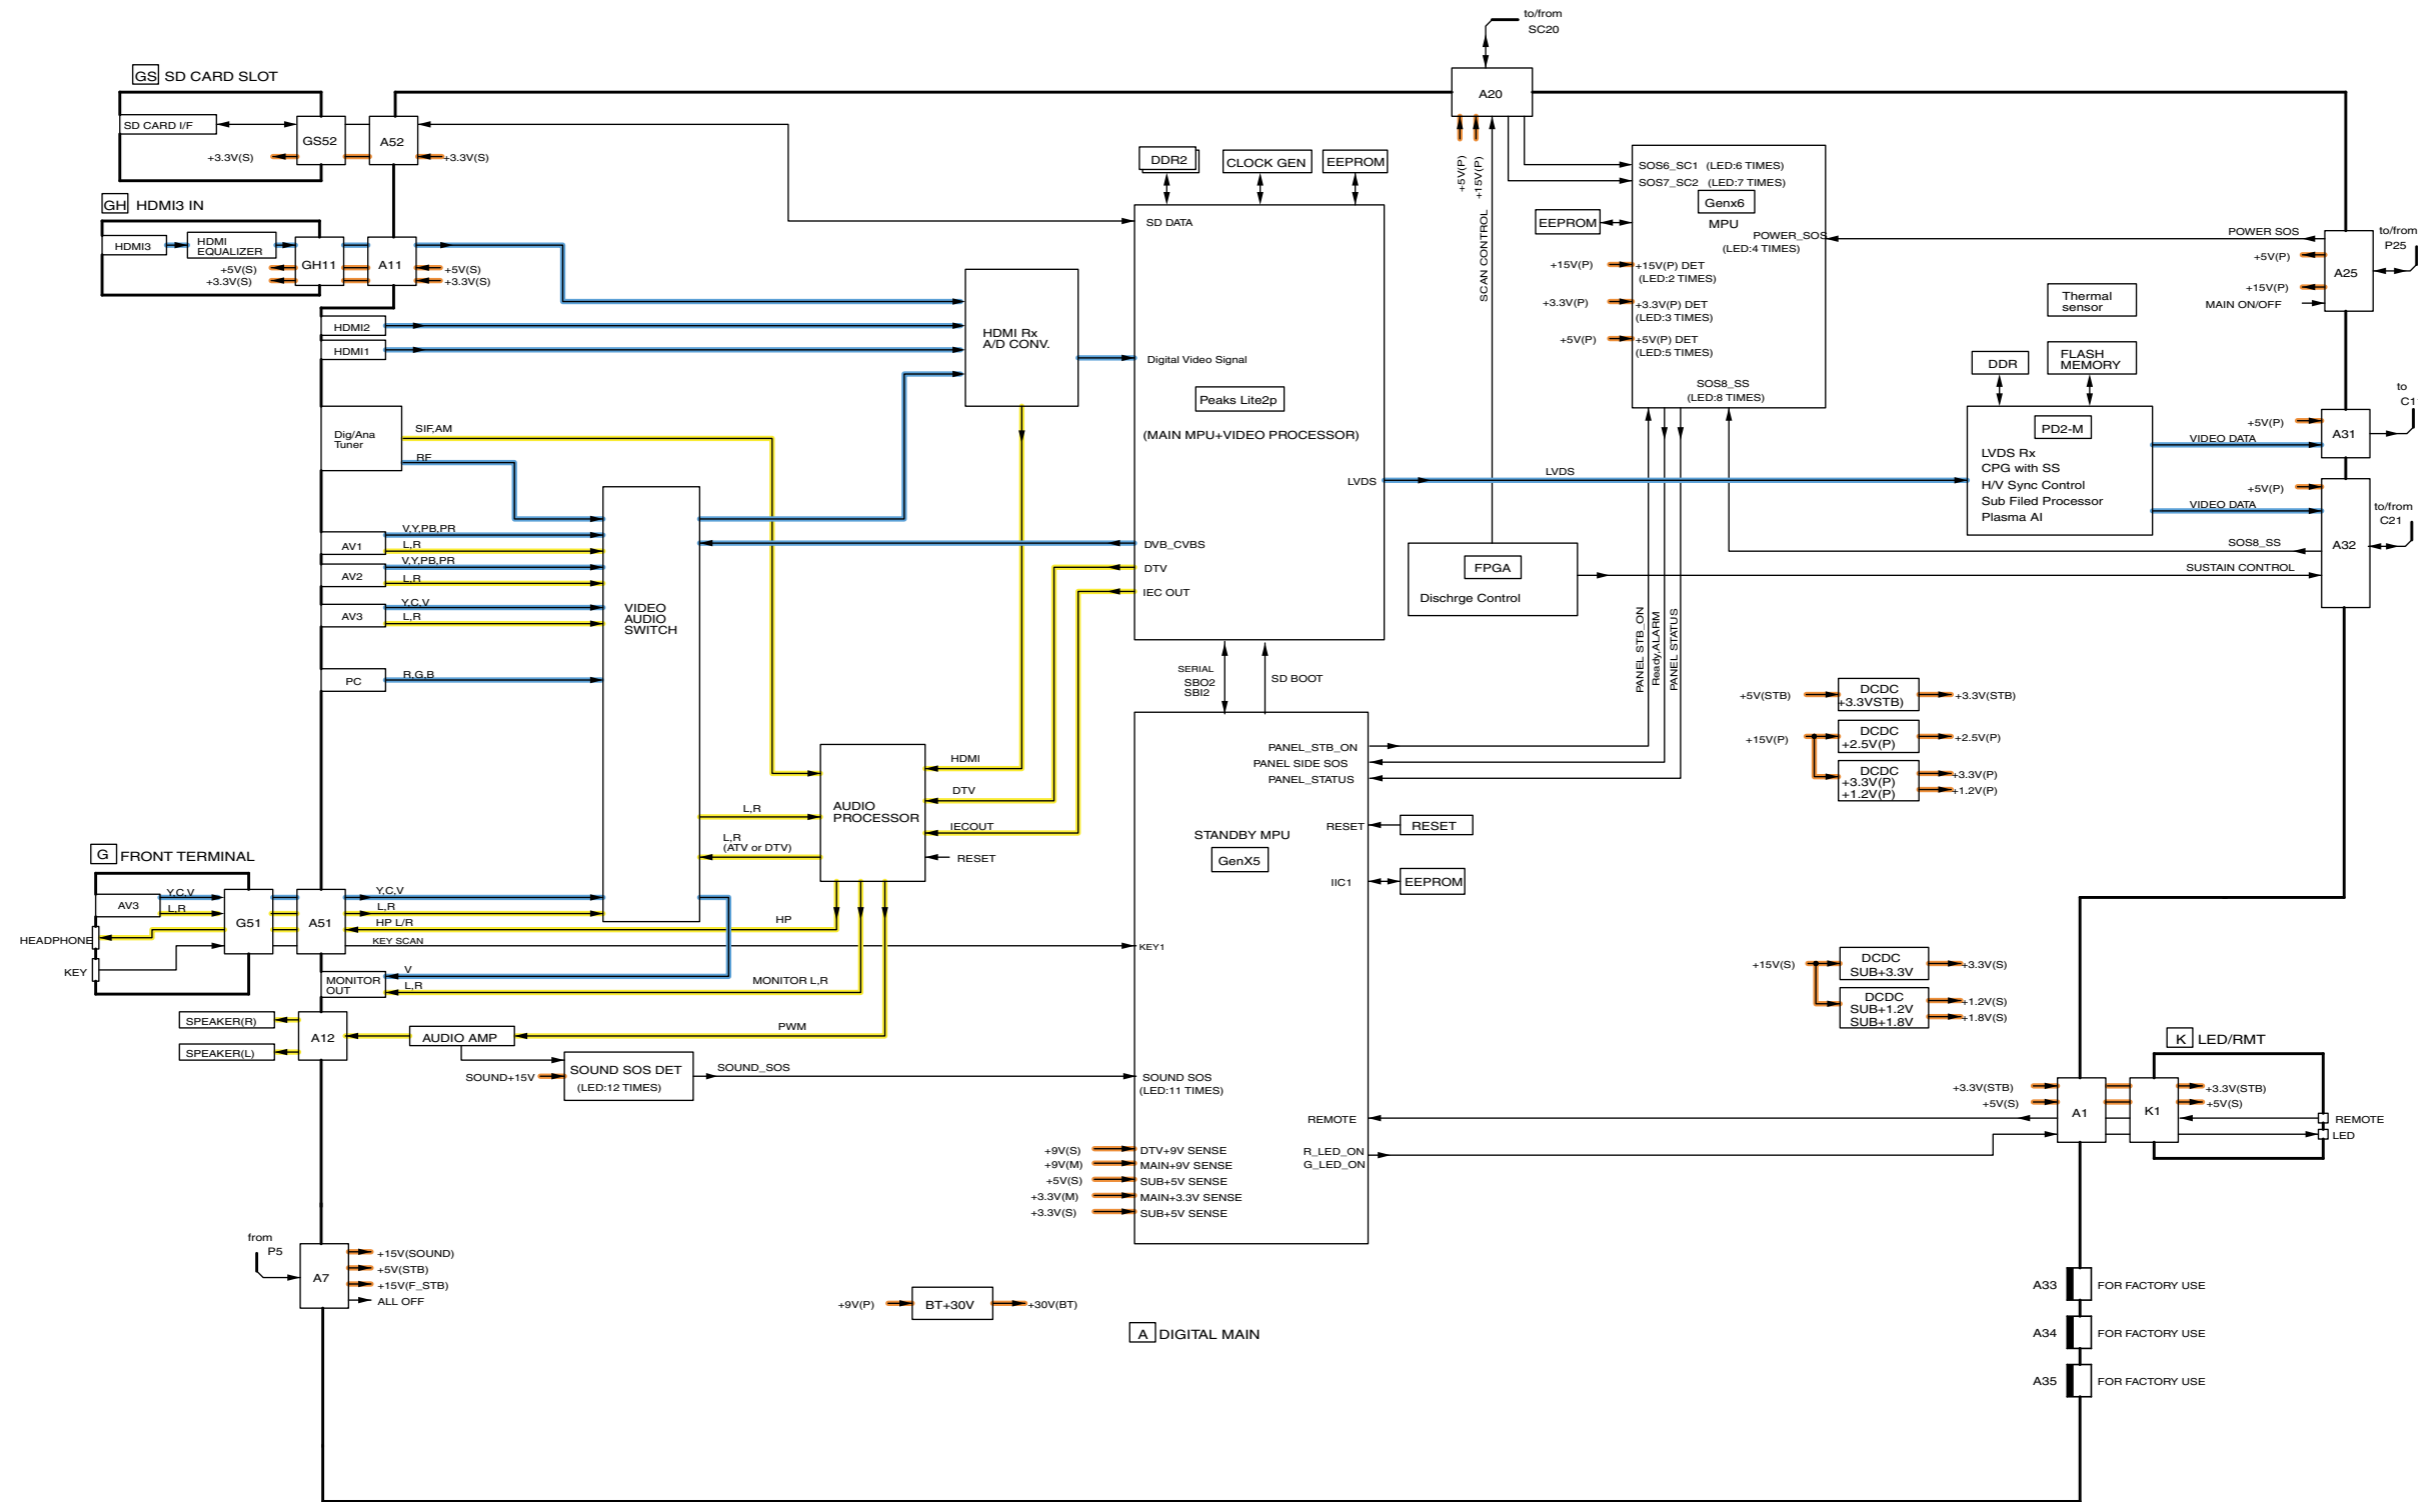 to/from
SC20
GS SD CARD SLOT
SD CARD I/F
GS52
A52
+3.3V(S)
+3.3V(S)
A20
+5V(P)
+15V(P)
SCAN CONTROL
DDR2
CLOCK GEN
EEPROM
SOS6_SC1 (LED:6 TIMES)
SOS7_SC2 (LED:7 TIMES)
Genx6
MPU
EEPROM
POWER_SOS
(LED:4 TIMES)
+15V(P)
+15V(P) DET
(LED:2 TIMES)
+3.3V(P)
+3.3V(P) DET
(LED:3 TIMES)
+5V(P)
+5V(P) DET
(LED:5 TIMES)
SOS8_SS
(LED:8 TIMES)
POWER SOS
to/from
P25
+5V(P)
A25
+15V(P)
MAIN ON/OFF
GH HDMI3 IN
HDMI3
HDMI
EQUALIZER
GH11
A11
+5V(S)
+3.3V(S)
+5V(S)
+3.3V(S)
HDMI2
HDMI1
HDMI Rx
A/D CONV.
SD DATA
Digital Video Signal
Peaks Lite2p
(MAIN MPU+VIDEO PROCESSOR)
LVDS
DVB_CVBS
DTV
IEC OUT
LVDS
Thermal
sensor
DDR
FLASH
MEMORY
PD2-M
LVDS Rx
CPG with SS
H/V Sync Control
Sub Filed Processor
Plasma AI
VIDEO DATA
VIDEO DATA
+5V(P)
A31
to
C1
+5V(P)
A32
to/from
C21
SOS8_SS
SUSTAIN CONTROL
FPGA
Dischrge Control
PANEL STB_ON
Ready,ALARM
PANEL STATUS
Dig/Ana
Tuner
SIF,AM
RF
AV1
V,Y,PB,PR
L,R
AV2
V,Y,PB,PR
L,R
AV3
Y,C,V
L,R
PC
R,G,B
VIDEO
AUDIO
SWITCH
SERIAL
SBO2
SBI2
SD BOOT
+5V(STB)
DCDC
+3.3VSTB)
+3.3V(STB)
+15V(P)
DCDC
+2.5V(P)
+2.5V(P)
DCDC
+3.3V(P)
+1.2V(P)
+3.3V(P)
+1.2V(P)
AUDIO
PROCESSOR
HDMI
DTV
IECOUT
RESET
L,R
L,R
(ATV or DTV)
PANEL_STB_ON
PANEL SIDE SOS
PANEL_STATUS
STANDBY MPU
GenX5
RESET
RESET
IIC1
EEPROM
KEY1
SOUND SOS
(LED:11 TIMES)
REMOTE
R_LED_ON
G_LED_ON
G FRONT TERMINAL
AV3
Y,C,V
L,R
G51
A51
Y,C,V
L,R
HP L/R
HP
KEY SCAN
HEADPHONE
KEY
MONITOR
OUT
V
L,R
MONITOR L,R
SPEAKER(R)
SPEAKER(L)
A12
AUDIO AMP
PWM
SOUND+15V
SOUND SOS DET
(LED:12 TIMES)
SOUND_SOS
+15V(S)
DCDC
SUB+3.3V
+3.3V(S)
DCDC
SUB+1.2V
SUB+1.8V
+1.2V(S)
+1.8V(S)
K LED/RMT
+3.3V(STB)
+5V(S)
A1
K1
+3.3V(STB)
+5V(S)
REMOTE
LED
+9V(S)
DTV+9V SENSE
+9V(M)
MAIN+9V SENSE
+5V(S)
SUB+5V SENSE
+3.3V(M)
MAIN+3.3V SENSE
+3.3V(S)
SUB+5V SENSE
from
P5
A7
+15V(SOUND)
+5V(STB)
+15V(F_STB)
ALL OFF
+9V(P)
BT+30V
+30V(BT)
A DIGITAL MAIN
A33
FOR FACTORY USE
A34
FOR FACTORY USE
A35
FOR FACTORY USE